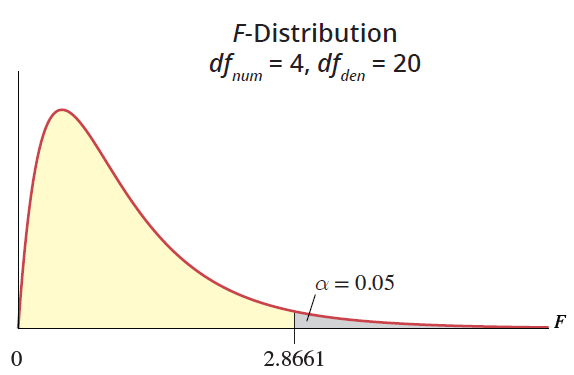 F-Distribution
df_num = 4, df_den = 20
α = 0.05
F
0
2.8661